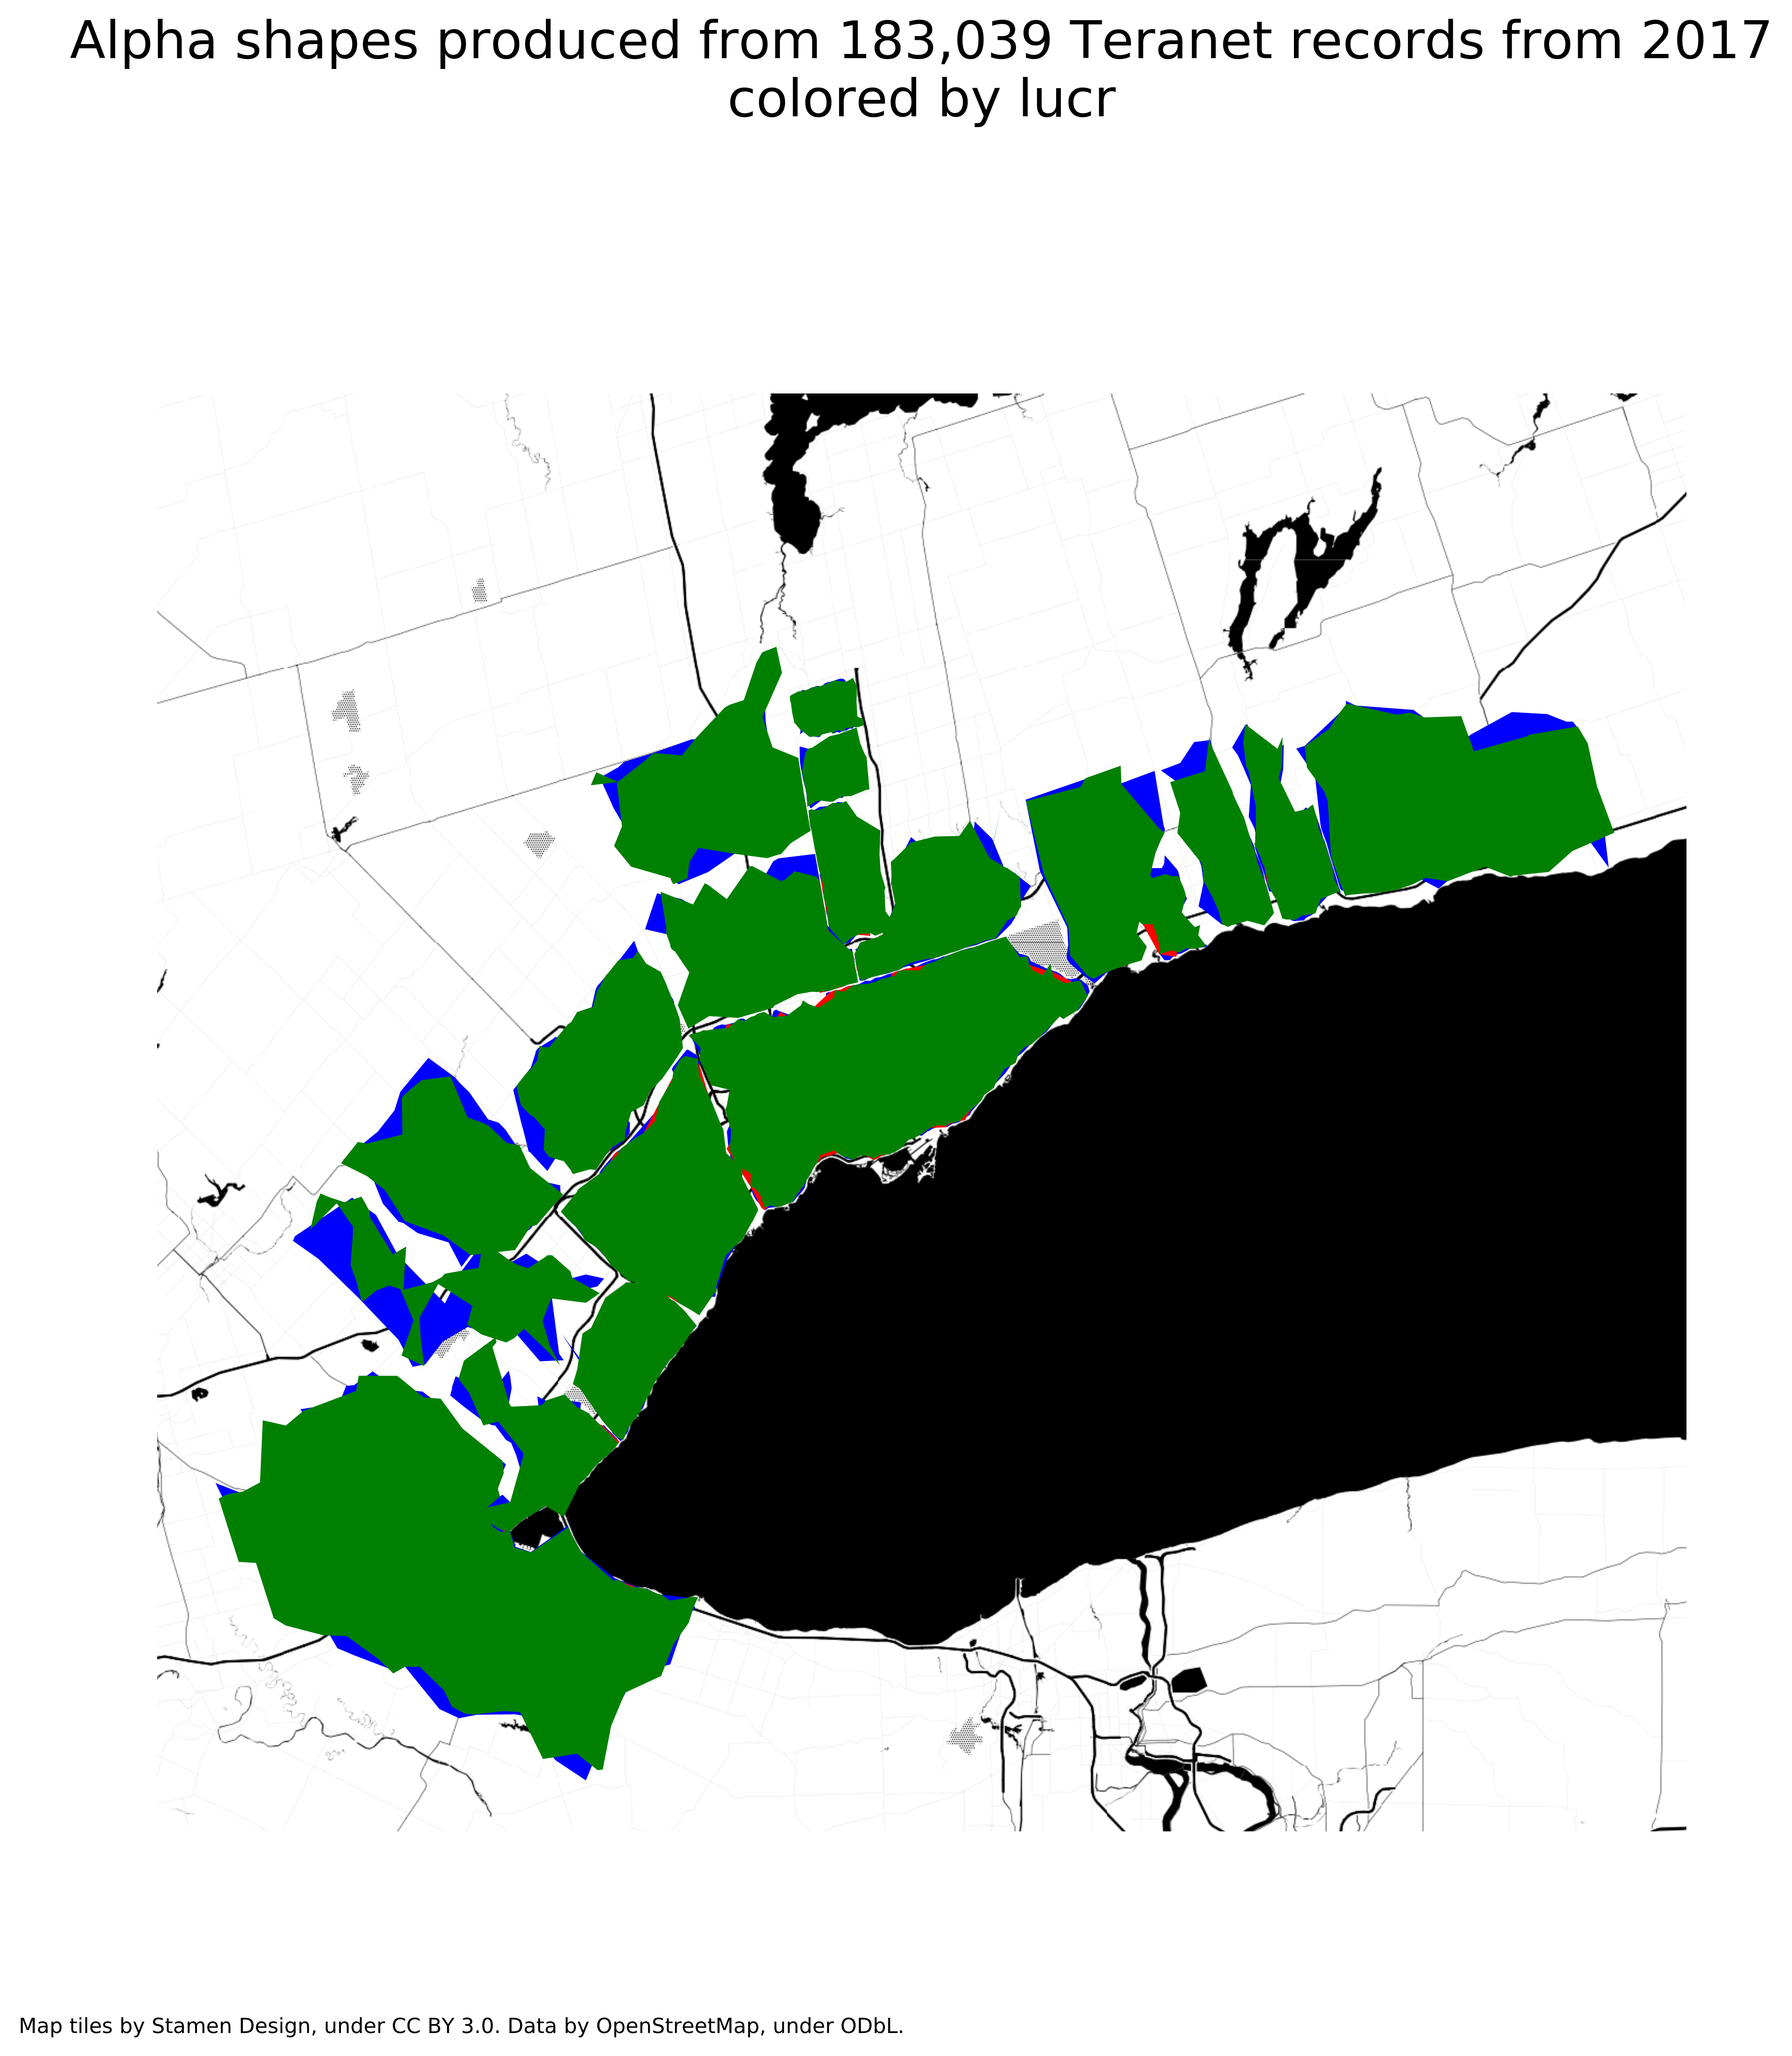 Alpha shapes produced from 183,039 Teranet records from 2017
colored by lucr
Map tiles by Stamen Design, under CC BY 3.0. Data by OpenStreetMap, under ODbL.